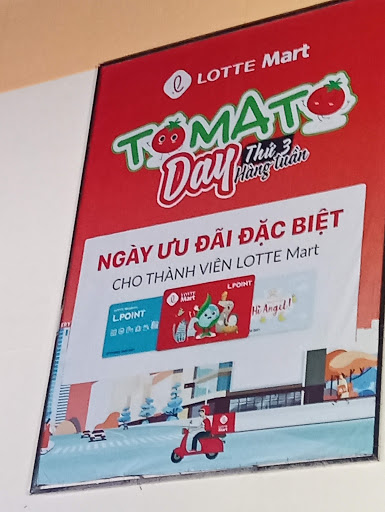 LOTTE Mart
TOMATO
Day Thứ 3
Hàng tuần
NGÀY ƯU ĐÃI ĐẶC BIỆT
CHO THÀNH VIÊN LOTTE Mart
L.POINT
LOTTE Mart
L.POINT
Hi Angel!